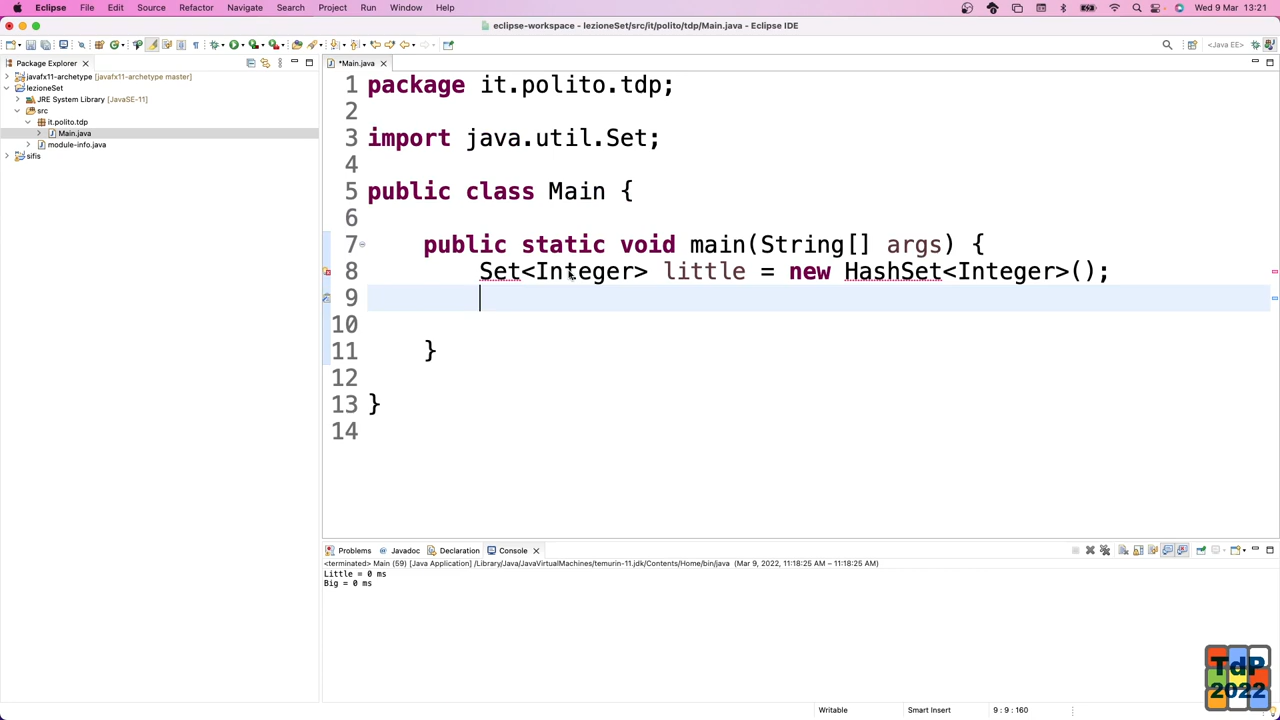 Eclipse File Edit Source Refactor Navigate Search Project Run Window Help Wed 9 Mar 13:21
eclipse-workspace - lezioneSet/src/it/polito/tdp/Main.java - Eclipse IDE
<Java EE>
Package Explorer
*Main.java
javafx11-archetype [javafx11-archetype master]
lezioneSet
JRE System Library [JavaSE-11]
src
it.polito.tdp
Main.java
module-info.java
sifis
1 package it.polito.tdp;
2
3 import java.util.Set;
4
5 public class Main {
6
7 public static void main(String[] args) {
8 Set<Integer> little = new HashSet<Integer>();
9
10
11 }
12
13 }
14
Problems Javadoc Declaration Console
<terminated> Main (59) [Java Application] /Library/Java/JavaVirtualMachines/temurin-11.jdk/Contents/Home/bin/java (Mar 9, 2022, 11:18:25 AM – 11:18:25 AM)
Little = 0 ms
Big = 0 ms
Writable Smart Insert 9 : 9 : 160
TdP
2022